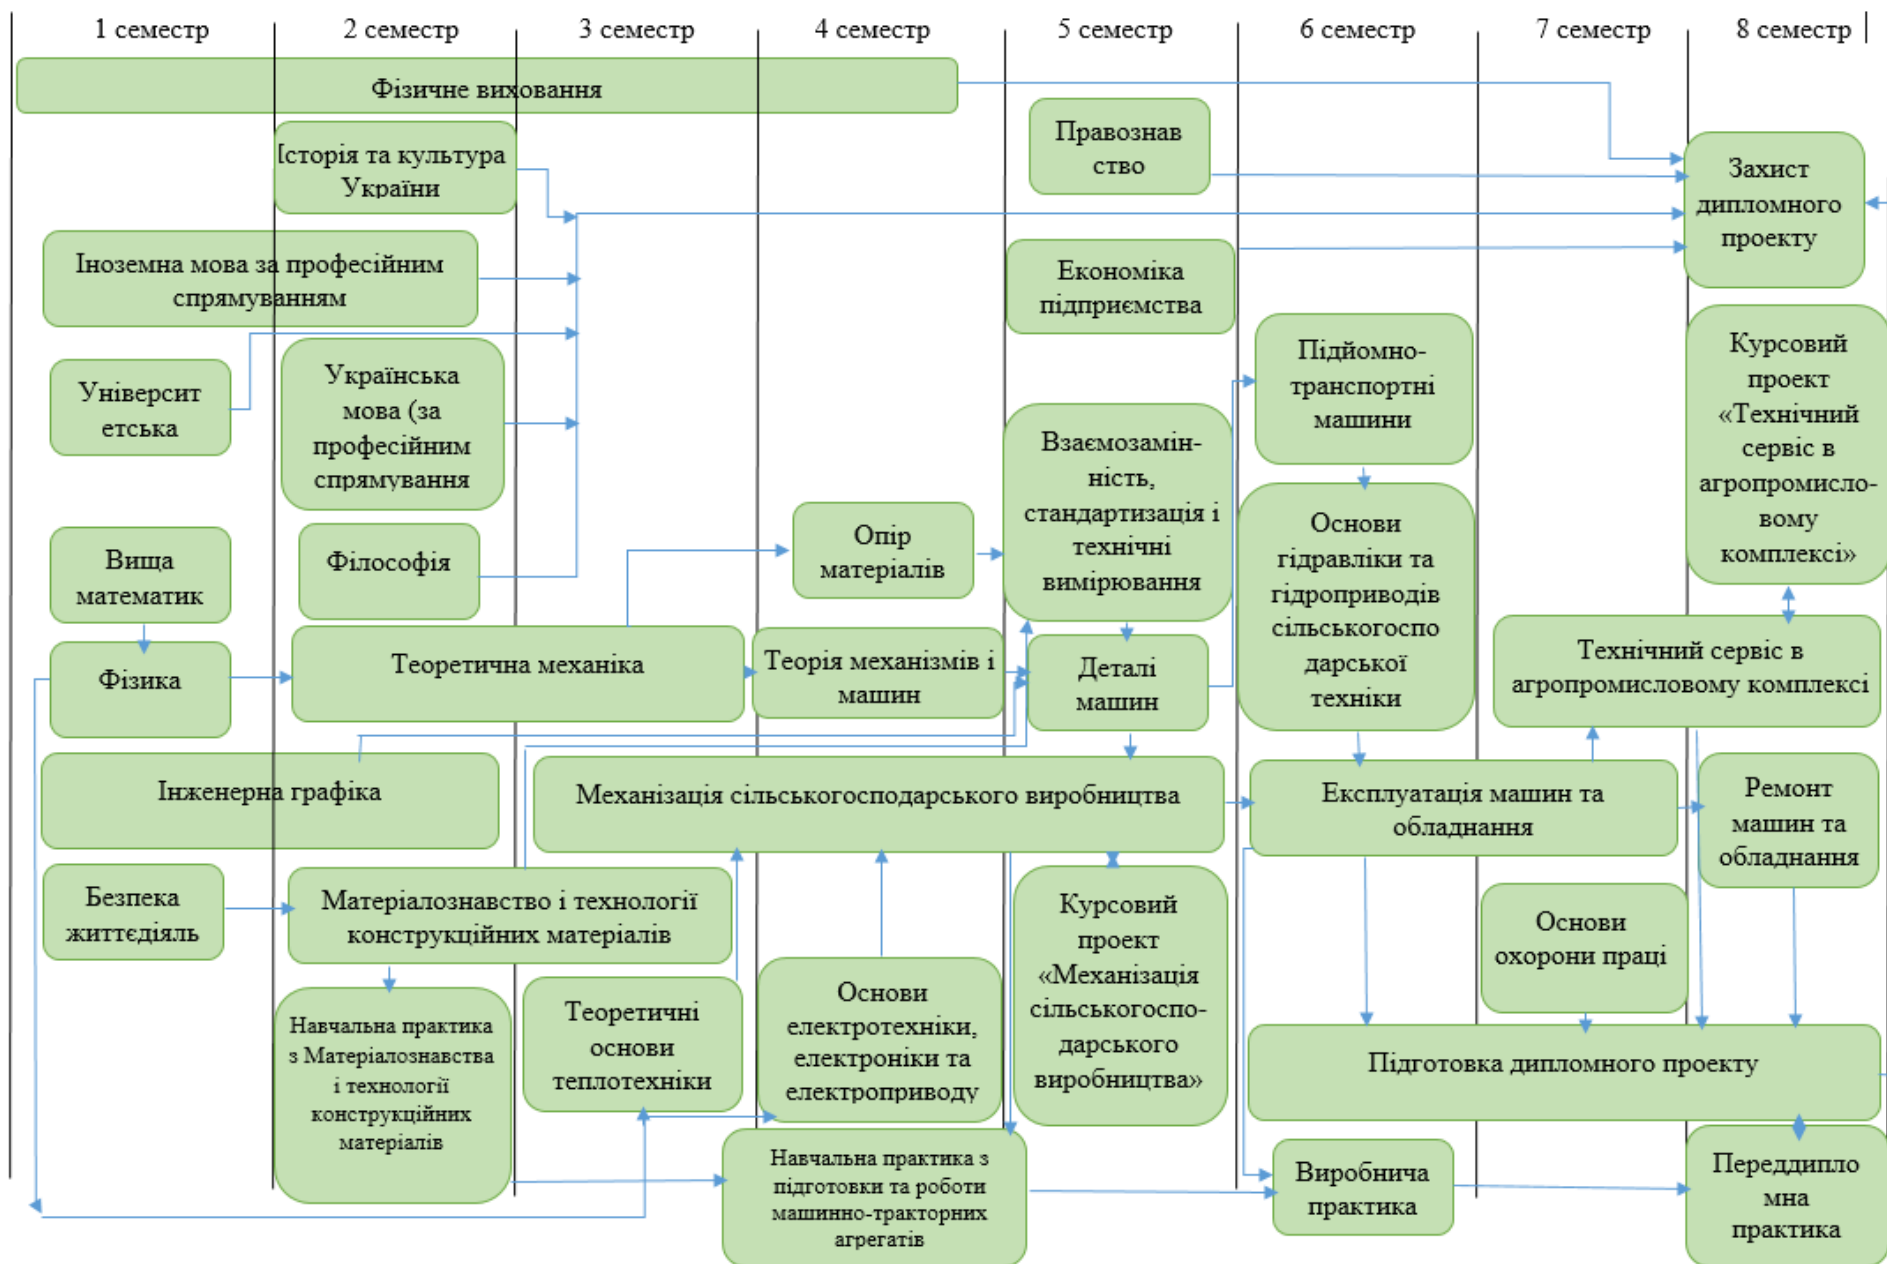 1 семестр
2 семестр
3 семестр
4 семестр
5 семестр
6 семестр
7 семестр
8 семестр
Фізичне виховання
Історія та культура
України
Правознав
ство
Захист
дипломного
проекту
Іноземна мова за професійним
спрямуванням
Економіка
підприємства
Університ
етська
Українська
мова (за
професійним
спрямування
Підйомно-
транспортні
машини
Курсовий
проект
«Технічний
сервіс в
агропромисло-
вому
комплексі»
Взаємозамін-
ність,
стандартизація і
технічні
вимірювання
Вища
математик
Філософія
Опір
матеріалів
Основи
гідравліки та
гідроприводів
сільськогоспо
дарської
техніки
Фізика
Теоретична механіка
Теорія механізмів і
машин
Деталі
машин
Технічний сервіс в
агропромисловому комплексі
Інженерна графіка
Механізація сільськогосподарського виробництва
Експлуатація машин та
обладнання
Ремонт
машин та
обладнання
Безпека
життєдіяль
Матеріалознавство і технології
конструкційних матеріалів
Курсовий
проект
«Механізація
сільськогоспо-
дарського
виробництва»
Основи
охорони праці
Навчальна практика
з Матеріалознавства
і технології
конструкційних
матеріалів
Теоретичні
основи
теплотехніки
Основи
електротехніки,
електроніки та
електроприводу
Підготовка дипломного проекту
Навчальна практика з
підготовки та роботи
машинно-тракторних
агрегатів
Виробнича
практика
Переддипло
мна
практика